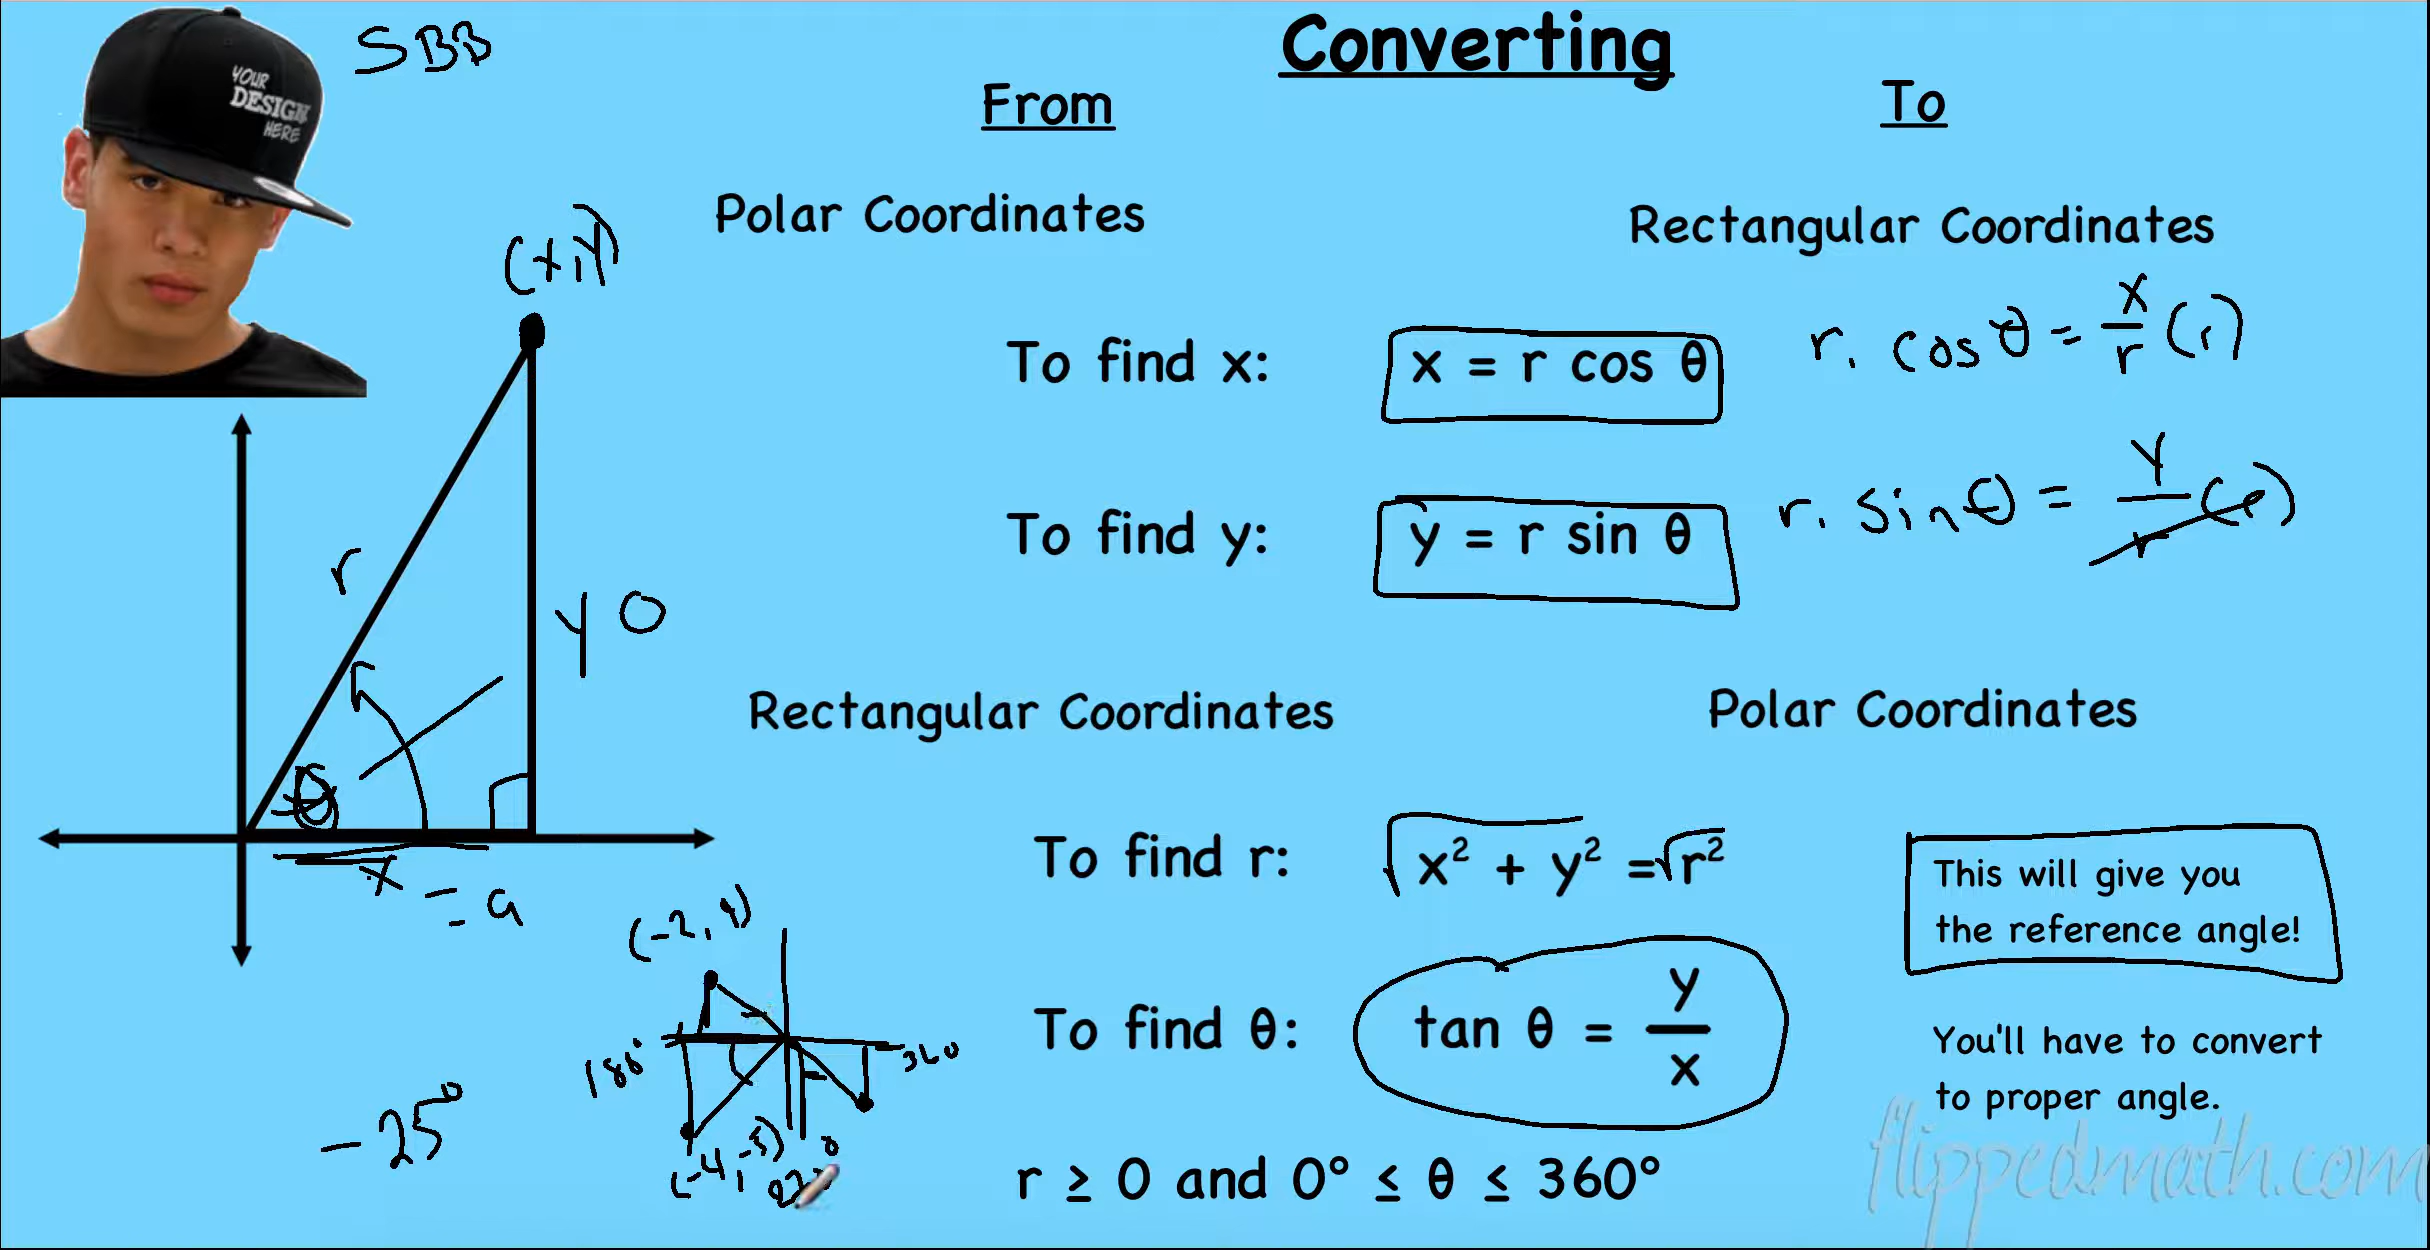 SBB
YOUR
DESIGN
HERE
Converting
From
To
Polar Coordinates
Rectangular Coordinates
(x,y)
To find x:
x = r cos θ
r. cos θ = x/r (r)
To find y:
y = r sin θ
r. sin θ = y/r (r)
r
y O
θ
x
= a
Rectangular Coordinates
Polar Coordinates
To find r:
√x² + y² = √r²
This will give you
the reference angle!
To find θ:
tan θ = y/x
You'll have to convert
to proper angle.
(-2, 4)
180°
360
-25°
(-4, -5)
r ≥ 0 and 0° ≤ θ ≤ 360°
flippedmath.com